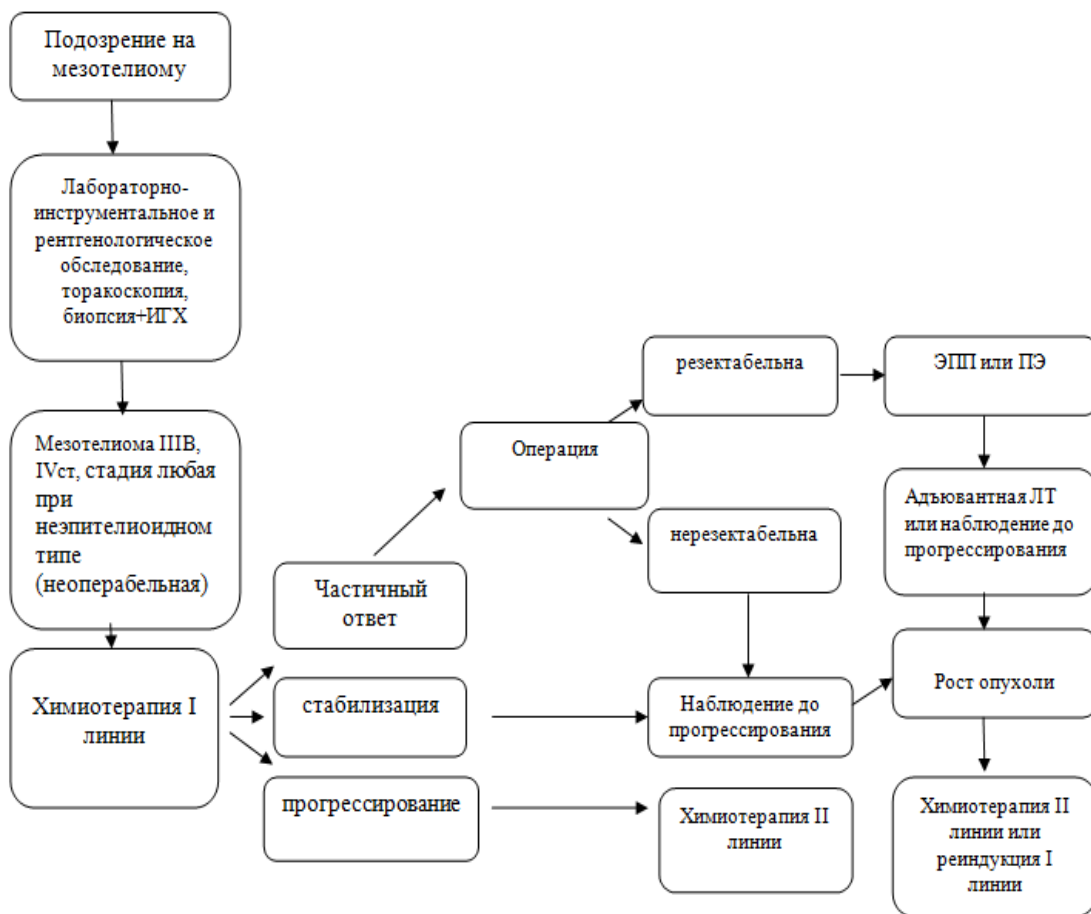 Подозрение на
мезотелиому
Лабораторно-
инструментальное и
рентгенологическое
обследование,
торакоскопия,
биопсия+ИГХ
Мезотелиома IIIВ,
IVст, стадия любая
при
неэпителиоидном
типе
(неоперабельная)
Химиотерапия I
линии
Частичный
ответ
стабилизация
прогрессирование
Операция
резектабельна
нерезектабельна
Наблюдение до
прогрессирования
Химиотерапия II
линии
ЭПП или ПЭ
Адъювантная ЛТ
или наблюдение до
прогрессирования
Рост опухоли
Химиотерапия II
линии или
реиндукция I
линии